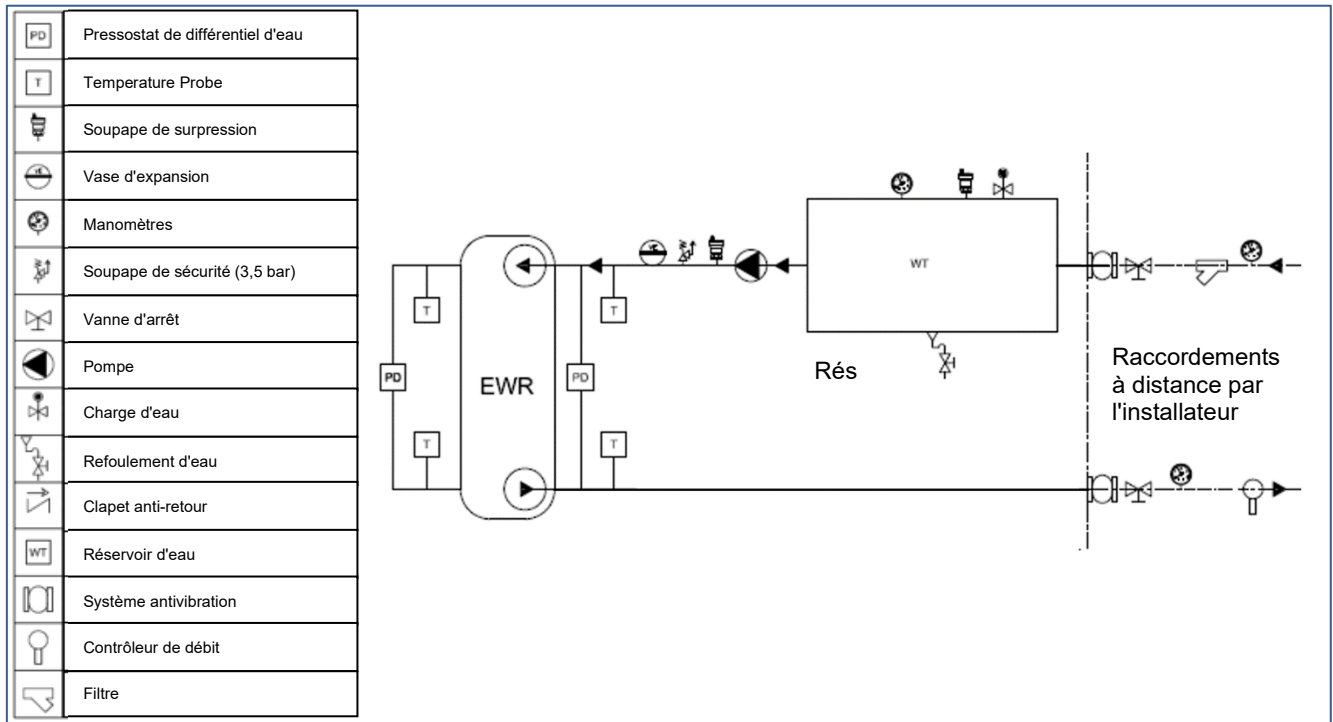 PD Pressostat de différentiel d'eau
T Temperature Probe
Soupape de surpression
Vase d'expansion
Manomètres
Soupape de sécurité (3,5 bar)
Vanne d'arrêt
Pompe
Charge d'eau
Refoulement d'eau
Clapet anti-retour
WT Réservoir d'eau
Système antivibration
Contrôleur de débit
Filtre
WT
T
T
PD
EWR
PD
Rés
T
T
Raccordements
à distance par
l'installateur